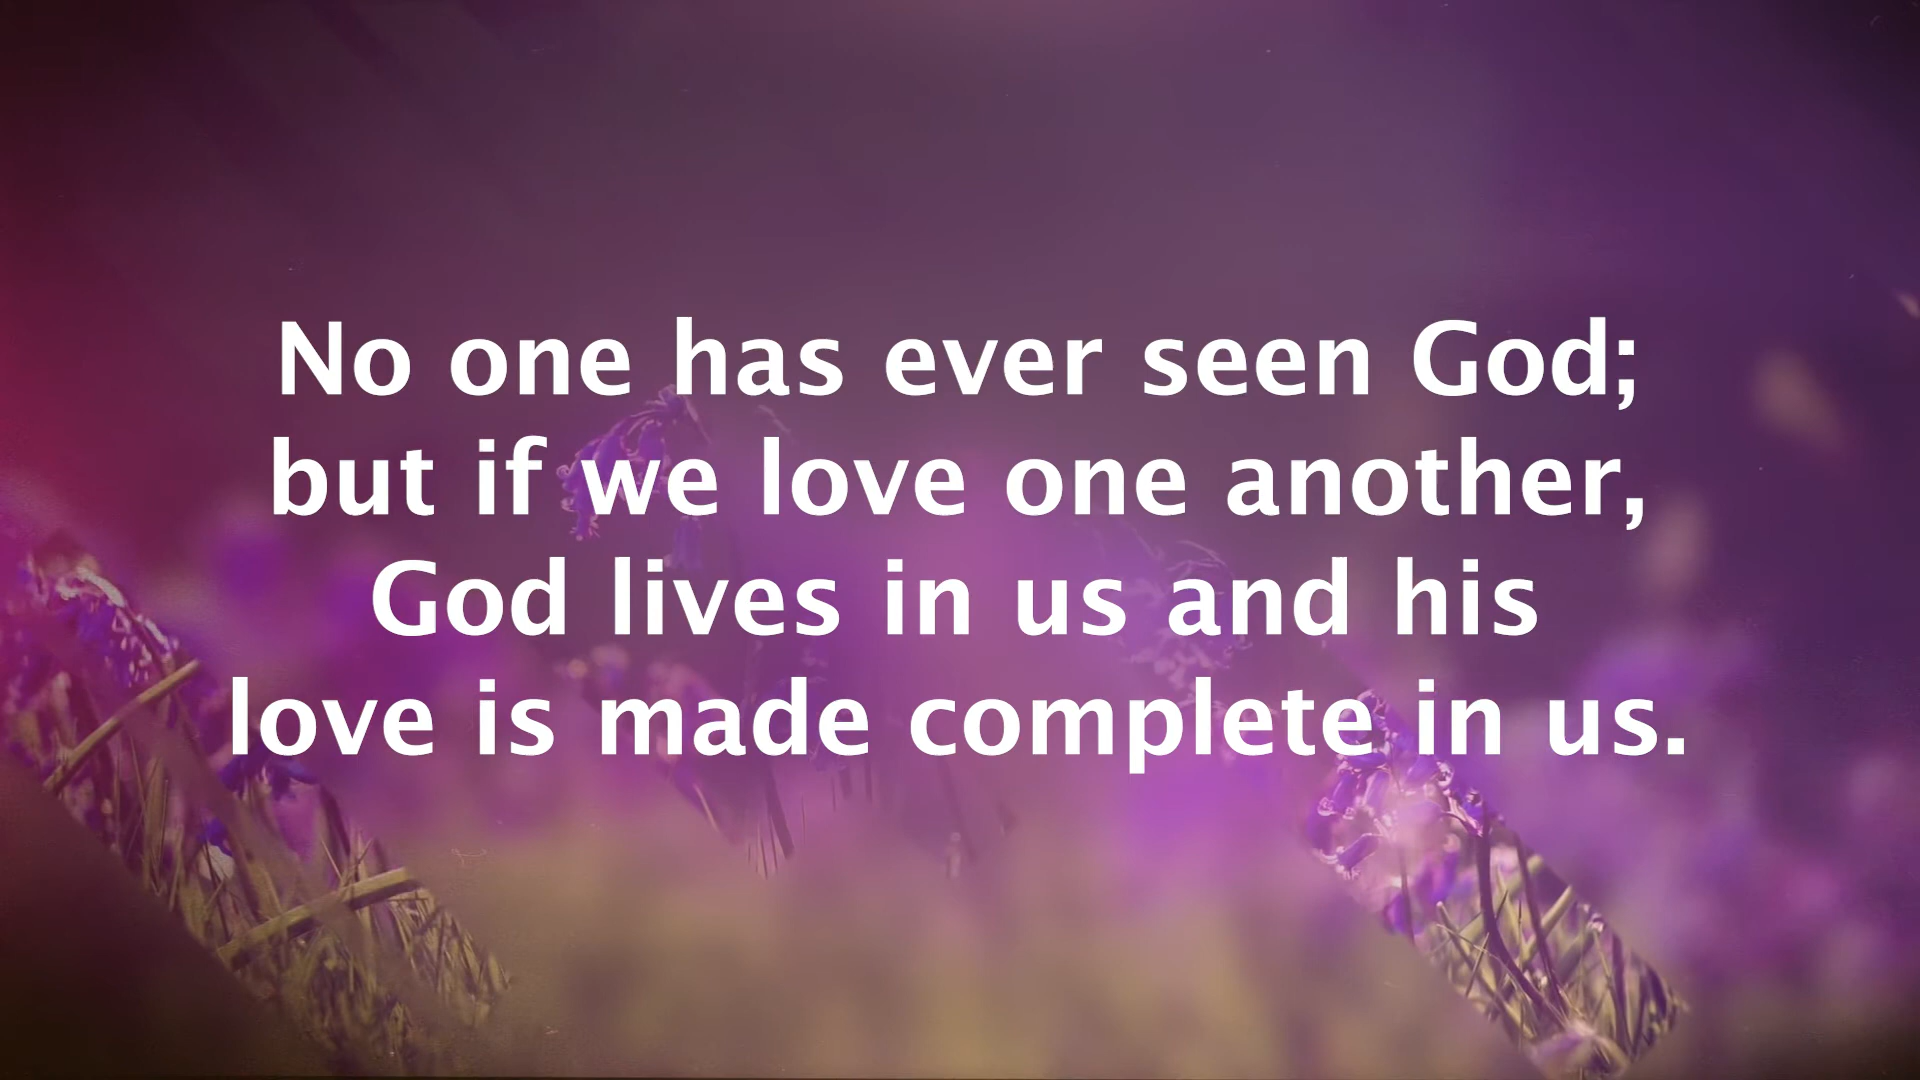 No one has ever seen God;
but if we love one another,
God lives in us and his
love is made complete in us.